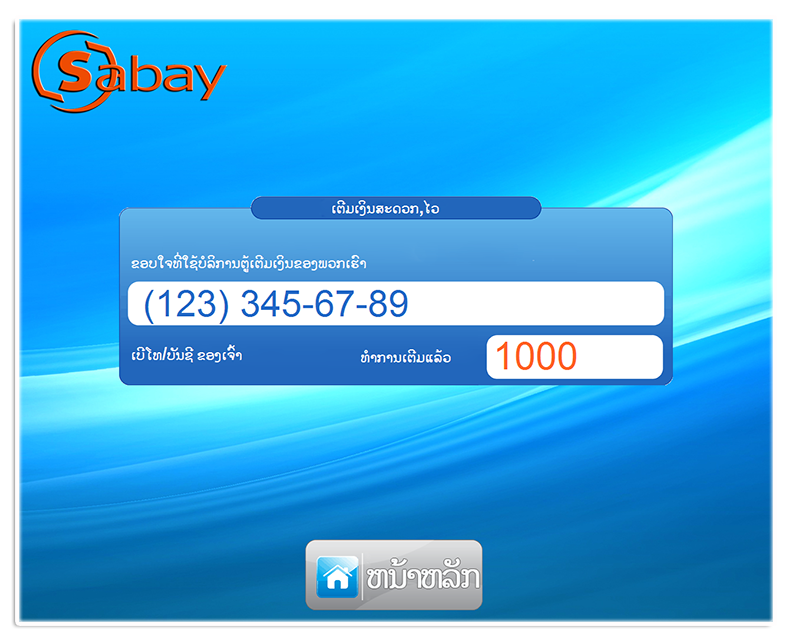 Sabay
ເຕີມເງິນສະດວກ,ໄວ
ຂອບໃຈທີ່ໃຊ້ບໍລິການຕູ້ເຕີມເງິນຂອງພວກເຮົາ
(123) 345-67-89
ເບີໂທ/ບັນຊີ ຂອງເຈົ້າ ທຳການເຕີມແລ້ວ 1000
ຫນ້າຫລັກ